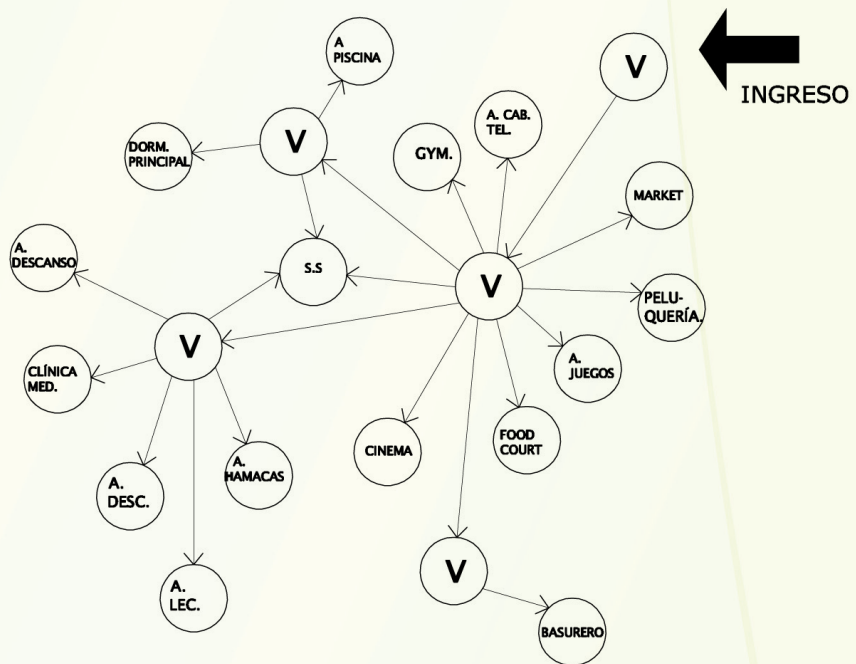 A
PISCINA
V
INGRESO
A. CAB.
TEL.
V
DORM.
PRINCIPAL
GYM.
MARKET
A.
DESCANSO
S.S
V
PELU-
QUERÍA.
V
A.
JUEGOS
CLÍNICA
MED.
CINEMA
FOOD
COURT
A.
HAMACAS
A.
DESC.
A.
LEC.
V
BASURERO